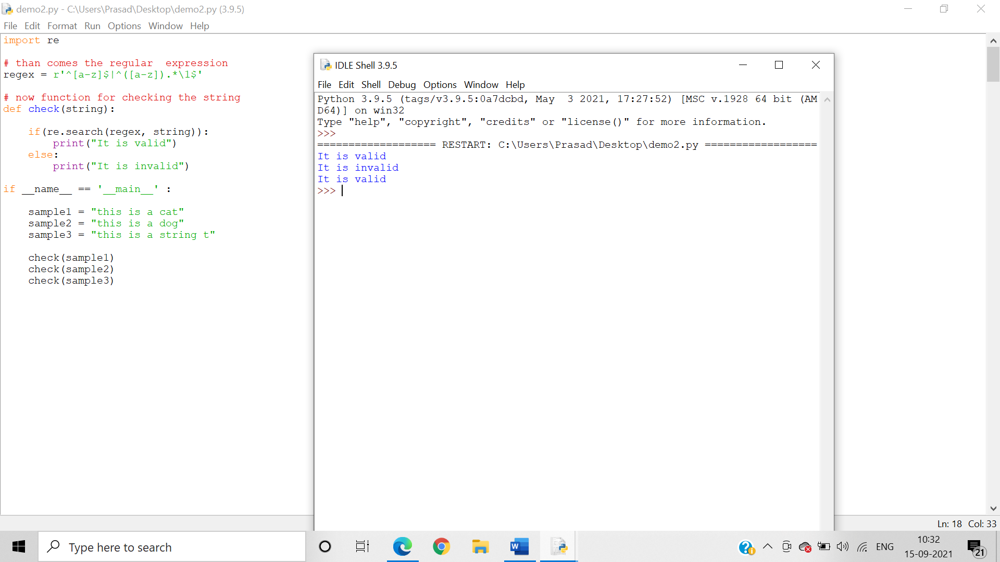 demo2.py - C:\Users\Prasad\Desktop\demo2.py (3.9.5)
File Edit Format Run Options Window Help
import re
# than comes the regular  expression
regex = r'^[a-z]$|^([a-z]).*\1$'
# now function for checking the string
def check(string):
    if(re.search(regex, string)):
        print("It is valid")
    else:
        print("It is invalid")
if __name__ == '__main__' :
    sample1 = "this is a cat"
    sample2 = "this is a dog"
    sample3 = "this is a string t"
    check(sample1)
    check(sample2)
    check(sample3)
IDLE Shell 3.9.5
File Edit Shell Debug Options Window Help
Python 3.9.5 (tags/v3.9.5:0a7dcbd, May  3 2021, 17:27:52) [MSC v.1928 64 bit (AM
D64)] on win32
Type "help", "copyright", "credits" or "license()" for more information.
>>>
=================== RESTART: C:\Users\Prasad\Desktop\demo2.py ==================
It is valid
It is invalid
It is valid
>>>
Ln: 18 Col: 33
Type here to search
W
ENG
10:32
15-09-2021
21